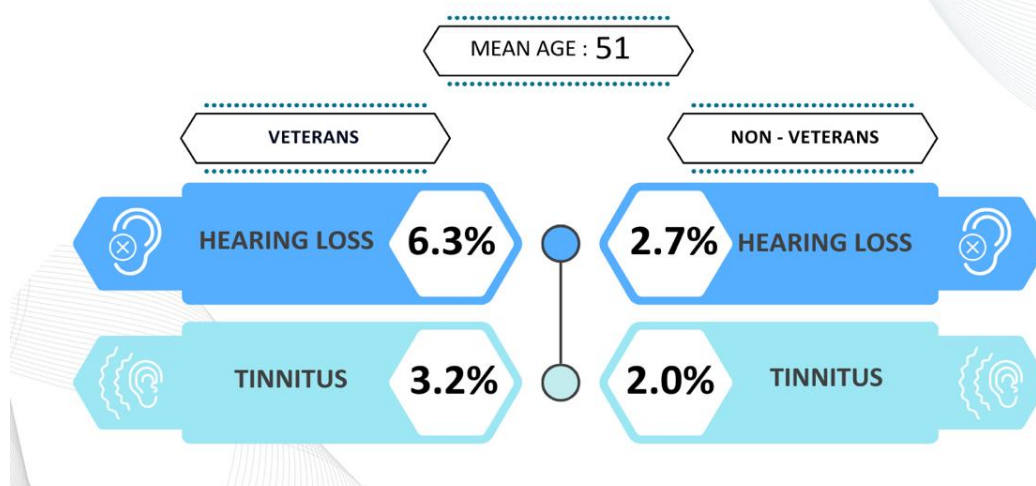 MEAN AGE : 51
VETERANS
NON - VETERANS
HEARING LOSS 6.3%
2.7% HEARING LOSS
TINNITUS 3.2%
2.0% TINNITUS